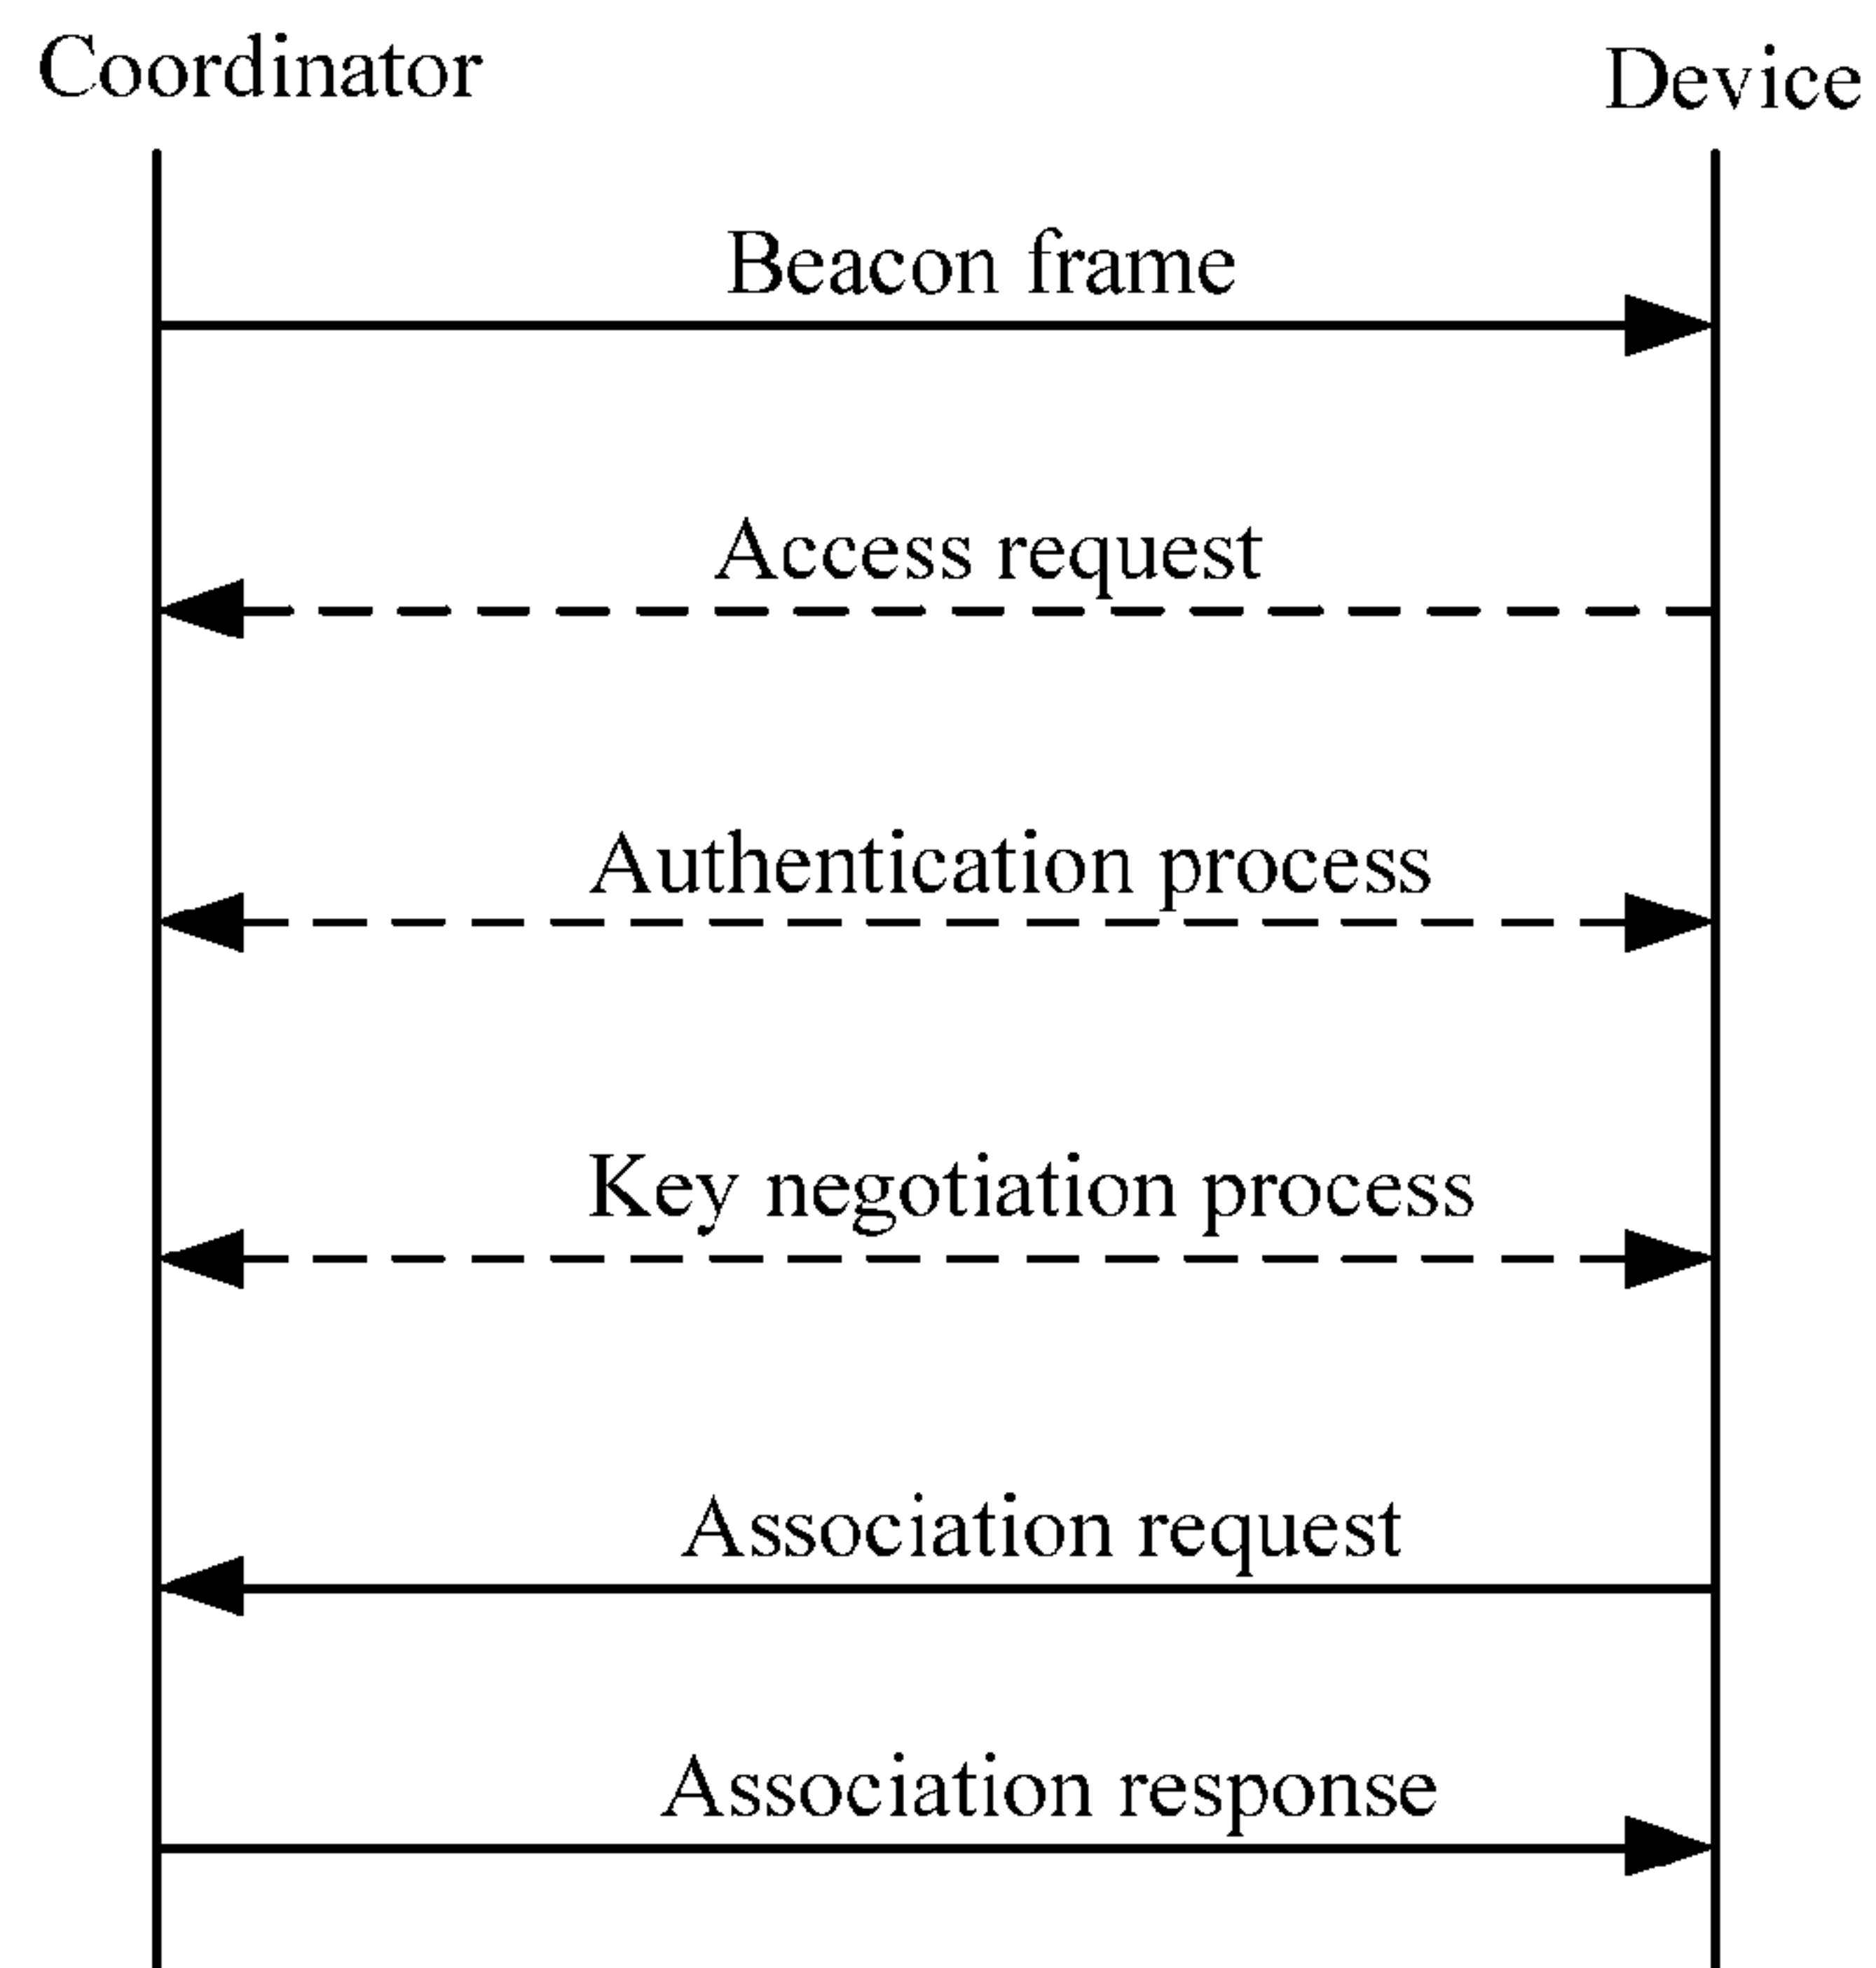 Coordinator
Device
Beacon frame
Access request
Authentication process
Key negotiation process
Association request
Association response